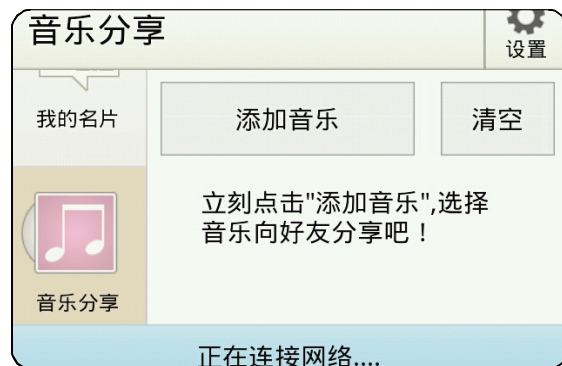 音乐分享
设置
我的名片
添加音乐
清空
立刻点击"添加音乐",选择
音乐向好友分享吧！
音乐分享
正在连接网络....